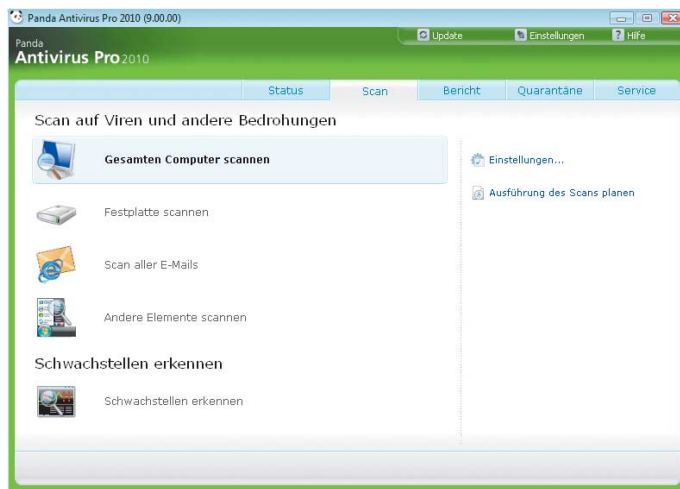 Panda Antivirus Pro 2010 (9.00.00)
Update Einstellungen ? Hilfe
Panda
Antivirus Pro 2010
Status Scan Bericht Quarantäne Service
Scan auf Viren und andere Bedrohungen
Gesamten Computer scannen
Einstellungen...
Ausführung des Scans planen
Festplatte scannen
Scan aller E-Mails
Andere Elemente scannen
Schwachstellen erkennen
Schwachstellen erkennen